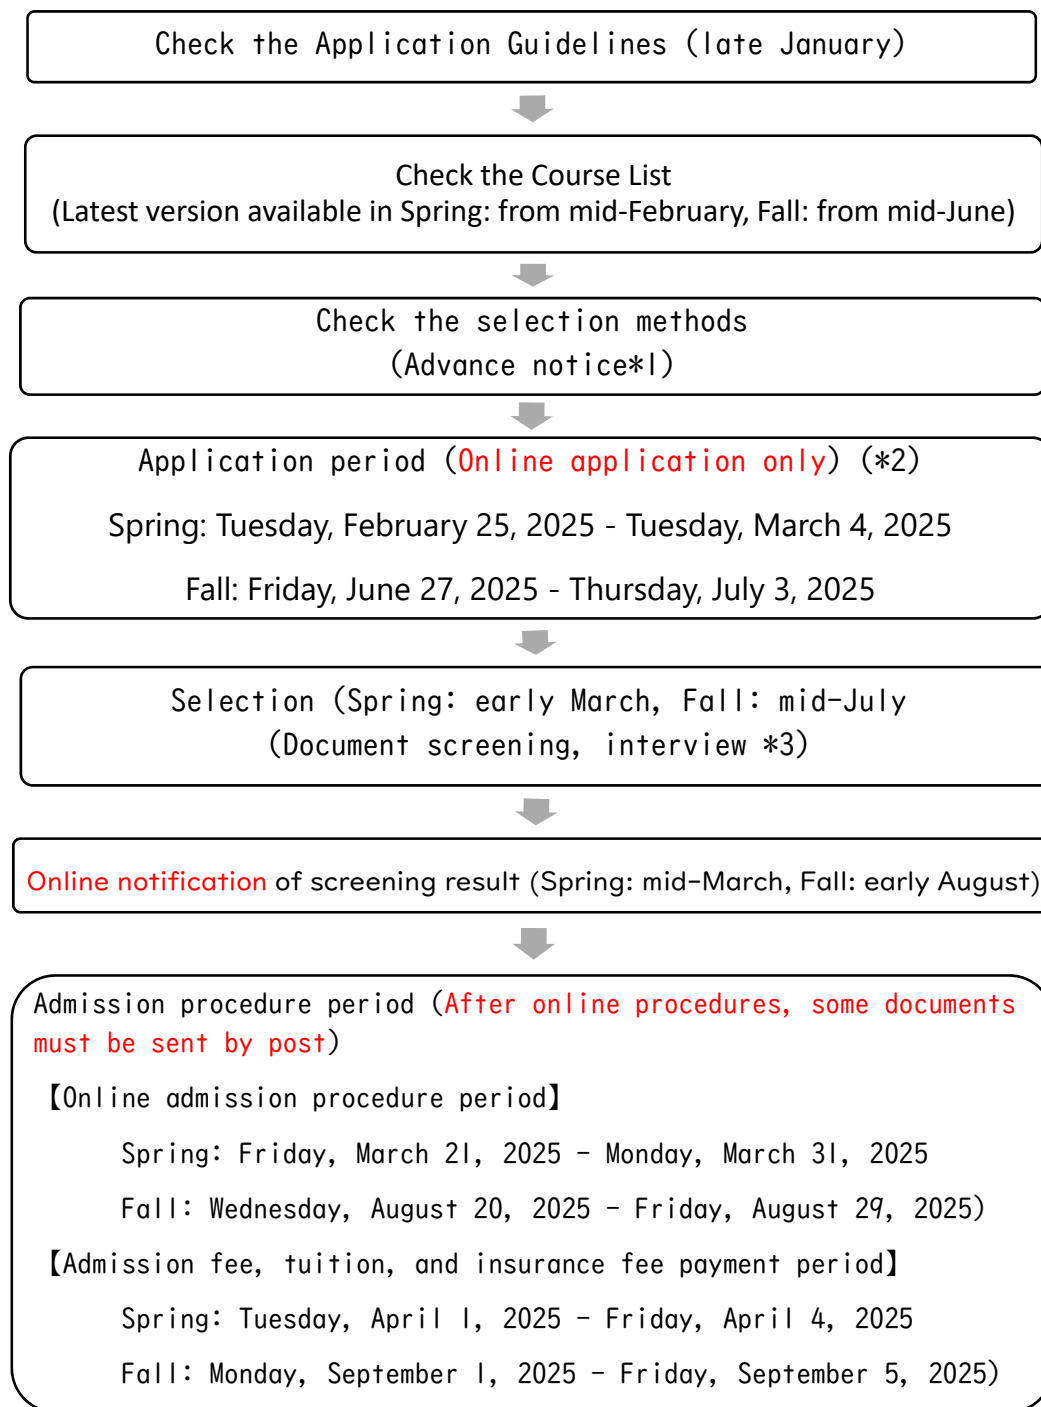 Check the Application Guidelines (late January)
Check the Course List
(Latest version available in Spring: from mid-February, Fall: from mid-June)
Check the selection methods
(Advance notice*1)
Application period (Online application only) (*2)
Spring: Tuesday, February 25, 2025 - Tuesday, March 4, 2025
Fall: Friday, June 27, 2025 - Thursday, July 3, 2025
Selection (Spring: early March, Fall: mid-July
(Document screening, interview *3)
Online notification of screening result (Spring: mid-March, Fall: early August)
Admission procedure period (After online procedures, some documents
must be sent by post)
【Online admission procedure period】
Spring: Friday, March 21, 2025 - Monday, March 31, 2025
Fall: Wednesday, August 20, 2025 - Friday, August 29, 2025)
【Admission fee, tuition, and insurance fee payment period】
Spring: Tuesday, April 1, 2025 - Friday, April 4, 2025
Fall: Monday, September 1, 2025 - Friday, September 5, 2025)